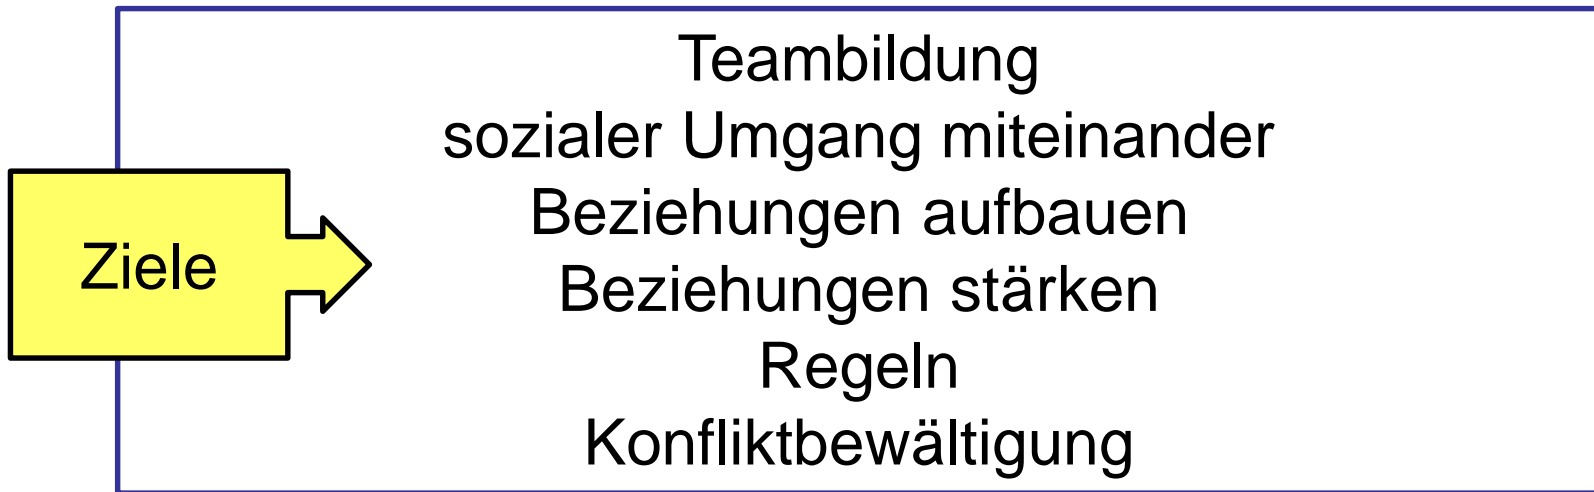 Ziele
Teambildung
sozialer Umgang miteinander
Beziehungen aufbauen
Beziehungen stärken
Regeln
Konfliktbewältigung